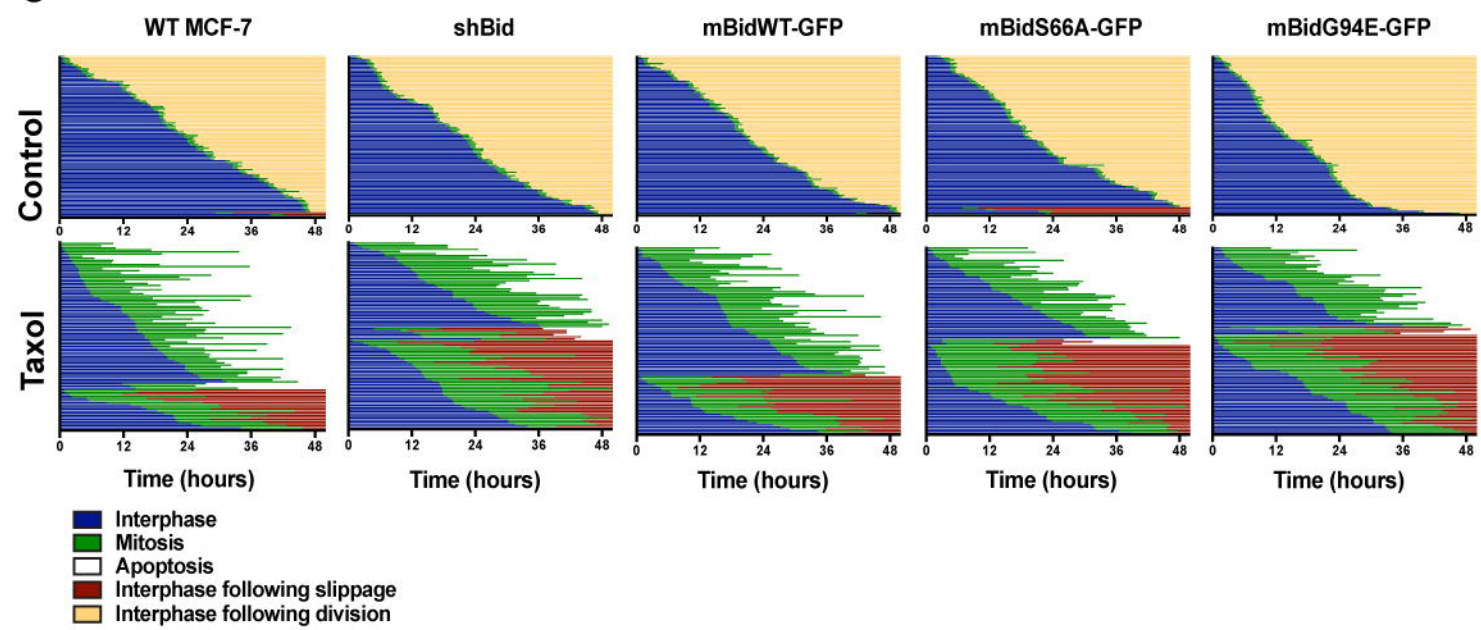 WT MCF-7 shBid mBidWT-GFP mBidS66A-GFP mBidG94E-GFP
Control
0 12 24 36 48 0 12 24 36 48 0 12 24 36 48 0 12 24 36 48 0 12 24 36 48
Taxol
0 12 24 36 48 0 12 24 36 48 0 12 24 36 48 0 12 24 36 48 0 12 24 36 48
Time (hours) Time (hours) Time (hours) Time (hours) Time (hours)
Interphase
Mitosis
Apoptosis
Interphase following slippage
Interphase following division